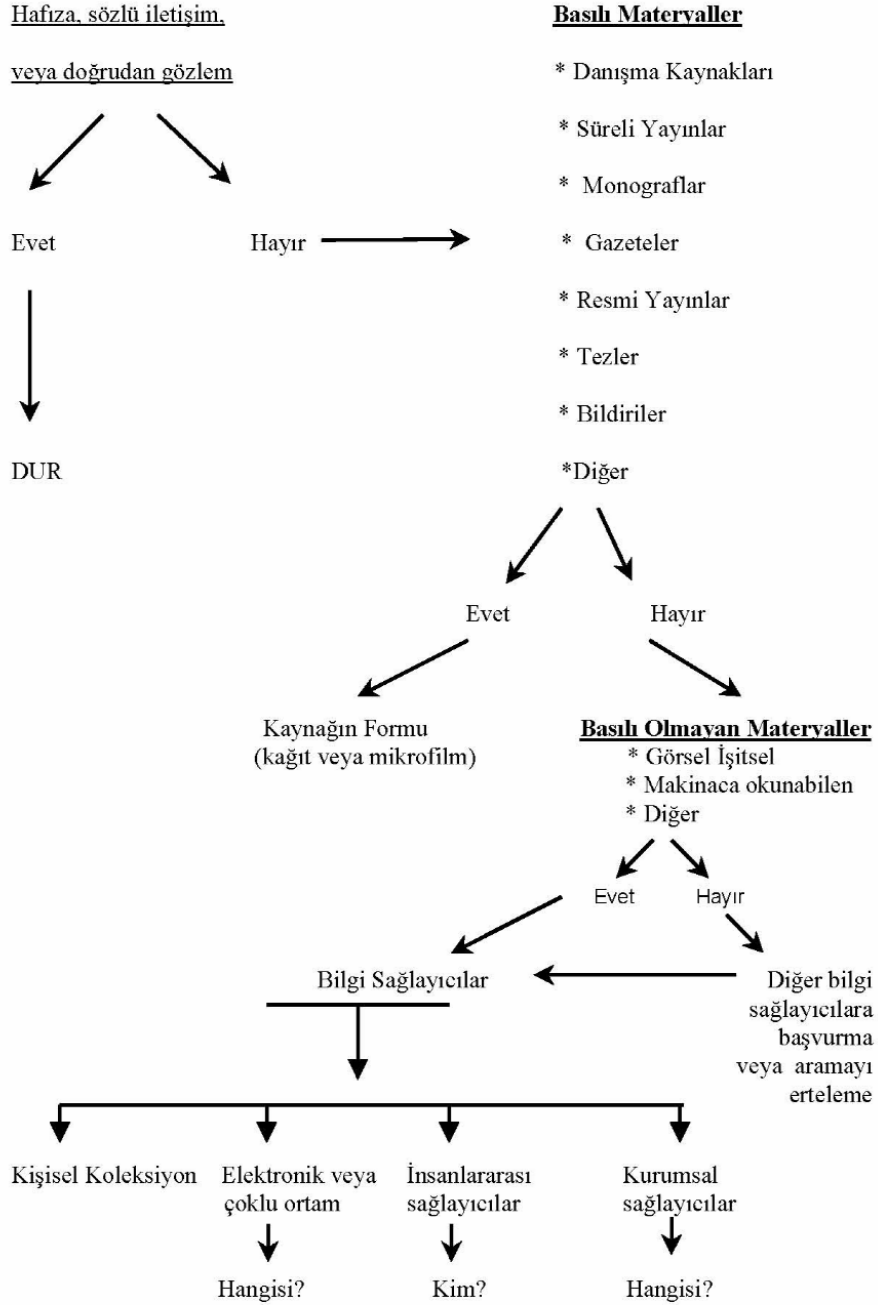 Hafıza, sözlü iletişim,
veya doğrudan gözlem
Evet
Hayır
DUR
Basılı Materyaller
* Danışma Kaynakları
* Süreli Yayınlar
* Monograflar
* Gazeteler
* Resmi Yayınlar
* Tezler
* Bildiriler
*Diğer
Evet
Hayır
Kaynağın Formu
(kağıt veya mikrofilm)
Basılı Olmayan Materyaller
* Görsel İşitsel
* Makinaca okunabilen
* Diğer
Evet
Hayır
Bilgi Sağlayıcılar
Diğer bilgi
sağlayıcılara
başvurma
veya aramayı
erteleme
Kişisel Koleksiyon
Elektronik veya
çoklu ortam
Hangisi?
İnsanlararası
sağlayıcılar
Kim?
Kurumsal
sağlayıcılar
Hangisi?